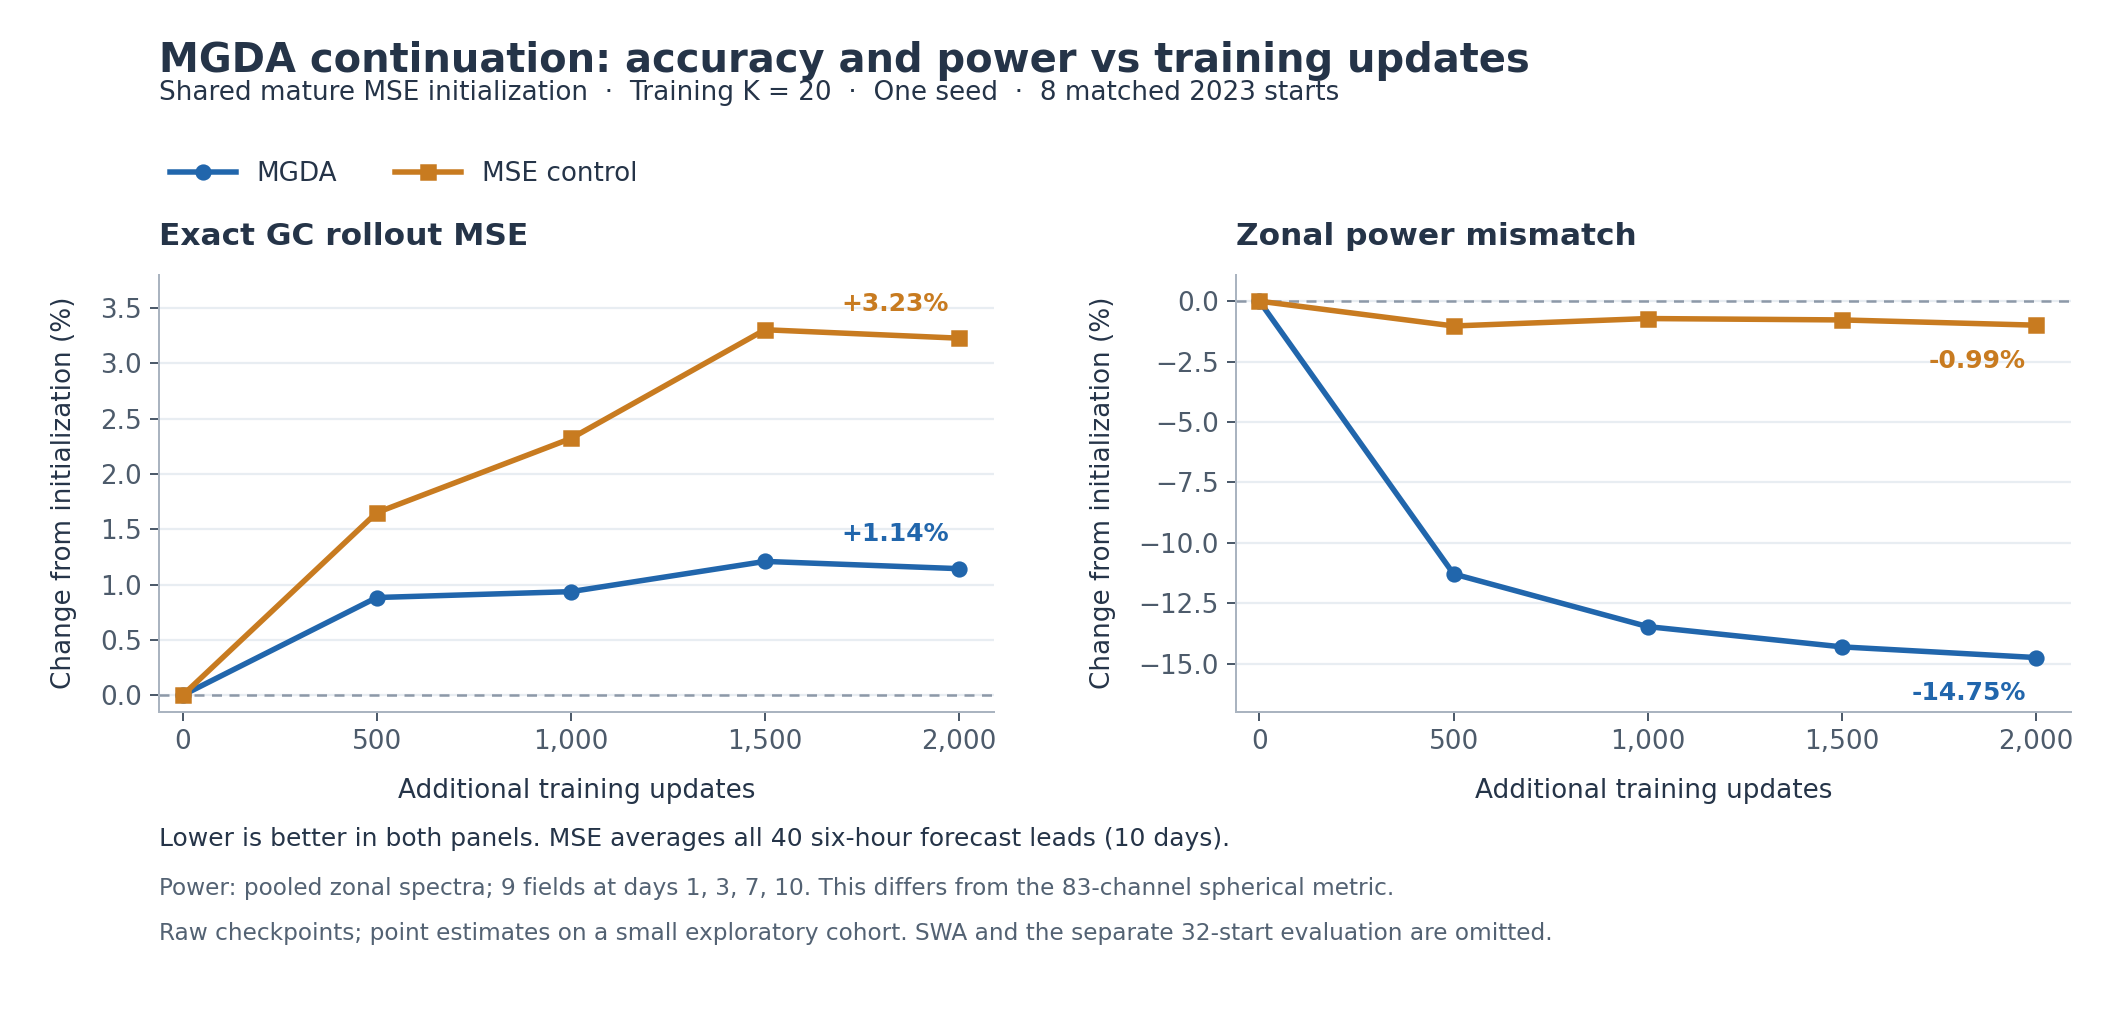 MGDA continuation: accuracy and power vs training updates
Shared mature MSE initialization · Training K = 20 · One seed · 8 matched 2023 starts
MGDA
MSE control
Exact GC rollout MSE
Change from initialization (%)
3.5
3.0
2.5
2.0
1.5
1.0
0.5
0.0
+3.23%
+1.14%
0 500 1,000 1,500 2,000
Additional training updates
Zonal power mismatch
Change from initialization (%)
0.0
−2.5
−5.0
−7.5
−10.0
−12.5
−15.0
-0.99%
-14.75%
0 500 1,000 1,500 2,000
Additional training updates
Lower is better in both panels. MSE averages all 40 six-hour forecast leads (10 days).
Power: pooled zonal spectra; 9 fields at days 1, 3, 7, 10. This differs from the 83-channel spherical metric.
Raw checkpoints; point estimates on a small exploratory cohort. SWA and the separate 32-start evaluation are omitted.